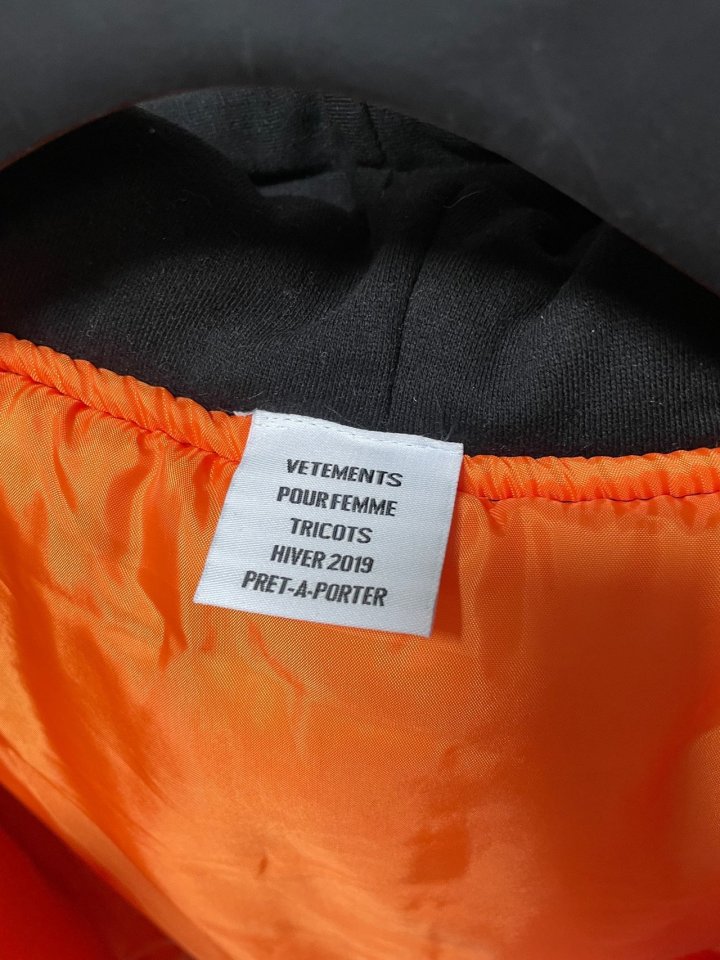 VETEMENTS
POUR FEMME
TRICOTS
HIVER 2019
PRET-A-PORTER